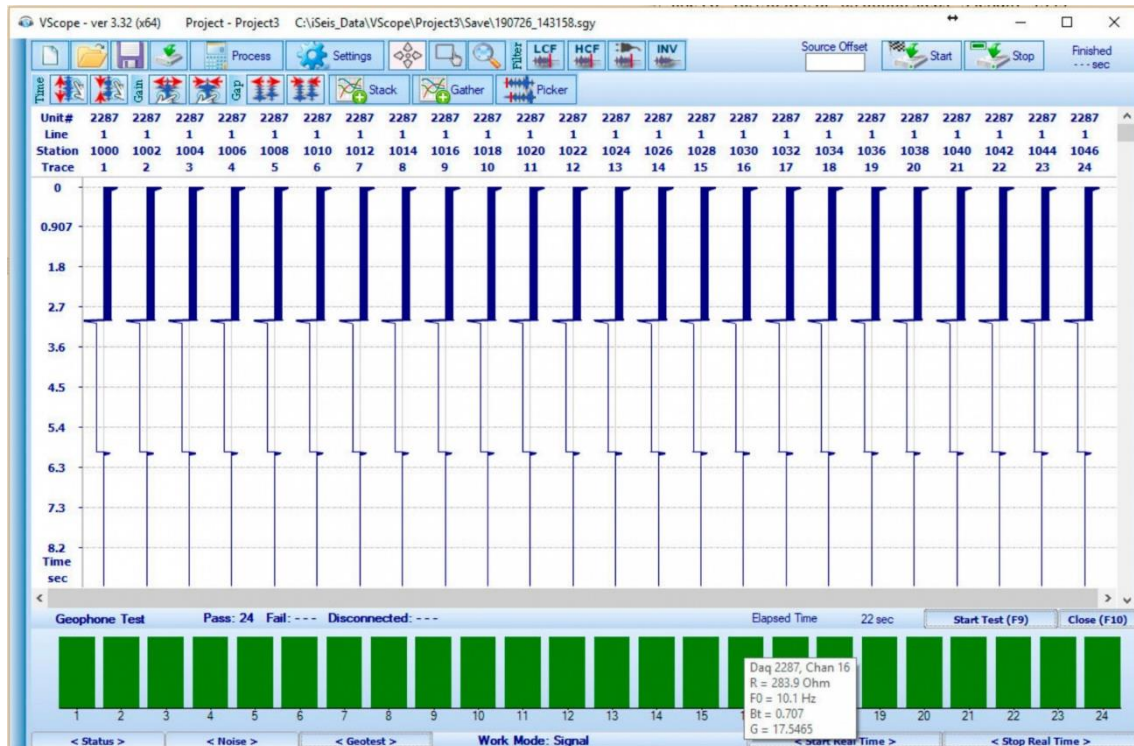 VScope - ver 3.32 (x64) Project - Project3 C:\iSeis_Data\VScope\Project3\Save\190726_143158.sgy
Process Settings Filter LCF HCF INV Source Offset Start Stop Finished
- - - sec
Time Gain Gap Stack Gather Picker
Unit# 2287 2287 2287 2287 2287 2287 2287 2287 2287 2287 2287 2287 2287 2287 2287 2287 2287 2287 2287 2287 2287 2287 2287 2287
Line 1 1 1 1 1 1 1 1 1 1 1 1 1 1 1 1 1 1 1 1 1 1 1 1
Station 1000 1002 1004 1006 1008 1010 1012 1014 1016 1018 1020 1022 1024 1026 1028 1030 1032 1034 1036 1038 1040 1042 1044 1046
Trace 1 2 3 4 5 6 7 8 9 10 11 12 13 14 15 16 17 18 19 20 21 22 23 24
0
0.907
1.8
2.7
3.6
4.5
5.4
6.3
7.3
8.2
Time
sec
Geophone Test Pass: 24 Fail: - - - Disconnected: - - - Elapsed Time 22 sec Start Test (F9) Close (F10)
Daq 2287, Chan 16
R = 283.9 Ohm
F0 = 10.1 Hz
Bt = 0.707
G = 17.5465
1 2 3 4 5 6 7 8 9 10 11 12 13 14 15 19 20 21 22 23 24
< Status > < Noise > < Geotest > Work Mode: Signal < Start Real Time > < Stop Real Time >